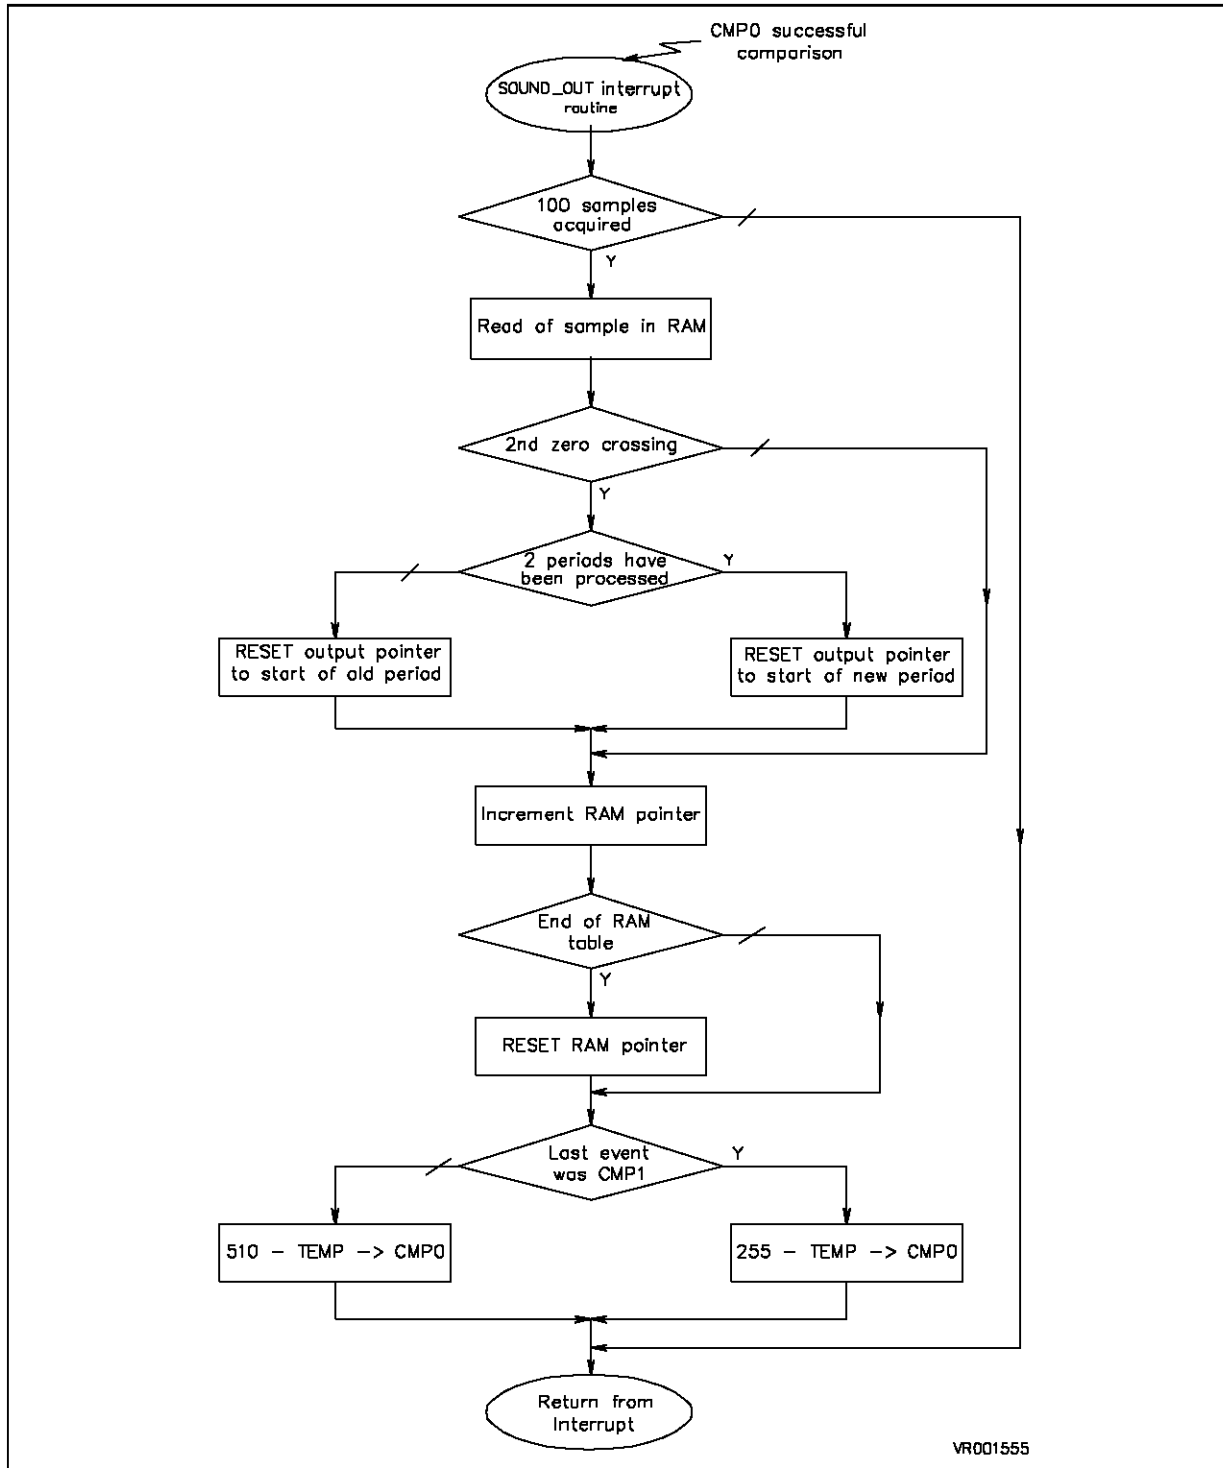 CMP0 successful
comparison
SOUND_OUT interrupt
routine
100 samples
acquired
Y
Read of sample in RAM
2nd zero crossing
Y
2 periods have
been processed
Y
RESET output pointer
to start of old period
RESET output pointer
to start of new period
Increment RAM pointer
End of RAM
table
Y
RESET RAM pointer
Last event
was CMP1
Y
510 - TEMP -> CMP0
255 - TEMP -> CMP0
Return from
Interrupt
VR001555